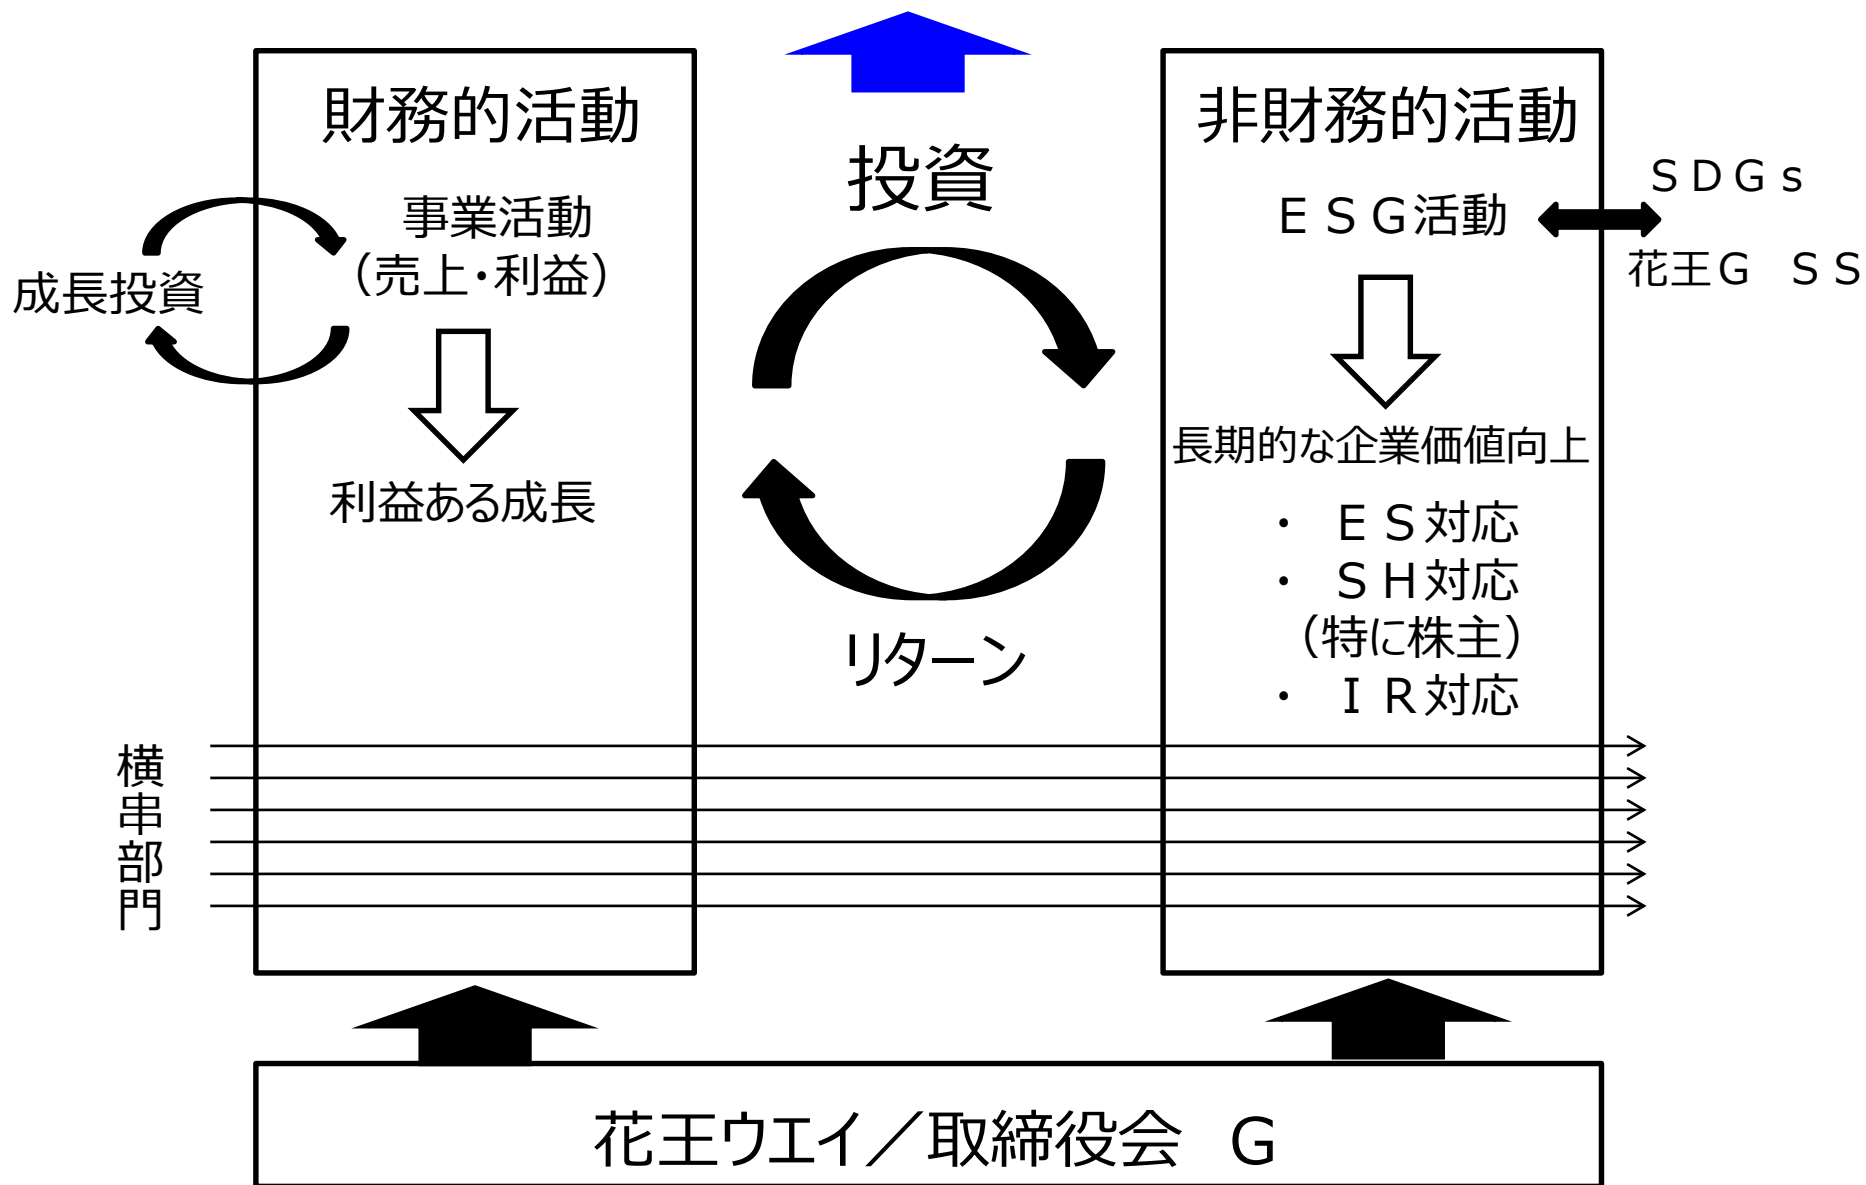 財務的活動
事業活動
（売上・利益）
成長投資
利益ある成長
投資
リターン
非財務的活動
ＥＳＧ活動
ＳＤＧｓ
花王Ｇ　ＳＳ
長期的な企業価値向上
・　ＥＳ対応
・　ＳＨ対応
（特に株主）
・　ＩＲ対応
横串部門
花王ウエイ／取締役会　Ｇ